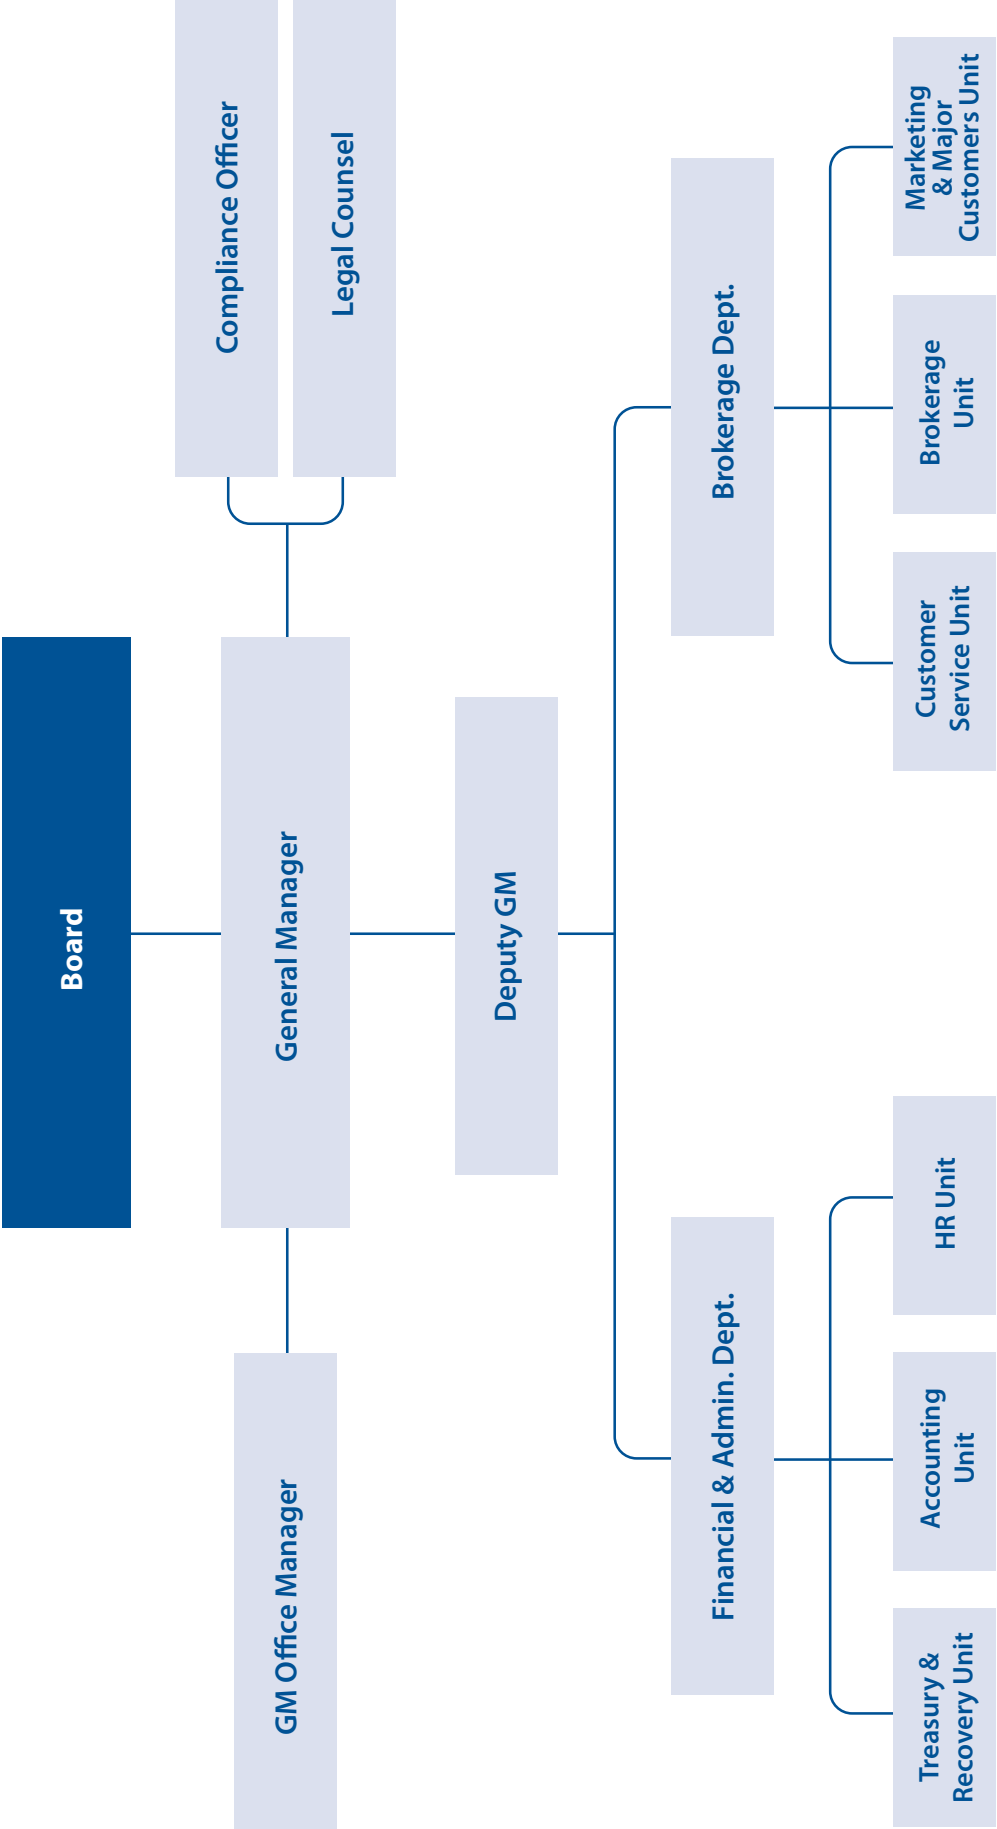 Board
Compliance Officer
Legal Counsel
General Manager
GM Office Manager
Deputy GM
Financial & Admin. Dept.
Brokerage Dept.
Treasury &
Recovery Unit
Accounting
Unit
HR Unit
Customer
Service Unit
Brokerage
Unit
Marketing
& Major
Customers Unit